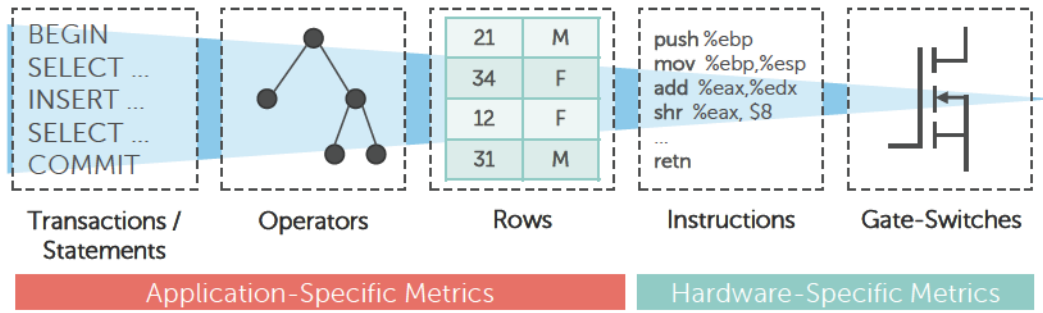 BEGIN
SELECT ...
INSERT ...
SELECT ...
COMMIT
21 M
34 F
12 F
31 M
push %ebp
mov %ebp,%esp
add %eax,%edx
shr %eax, $8
...
retn
Transactions /
Statements
Operators
Rows
Instructions
Gate-Switches
Application-Specific Metrics
Hardware-Specific Metrics